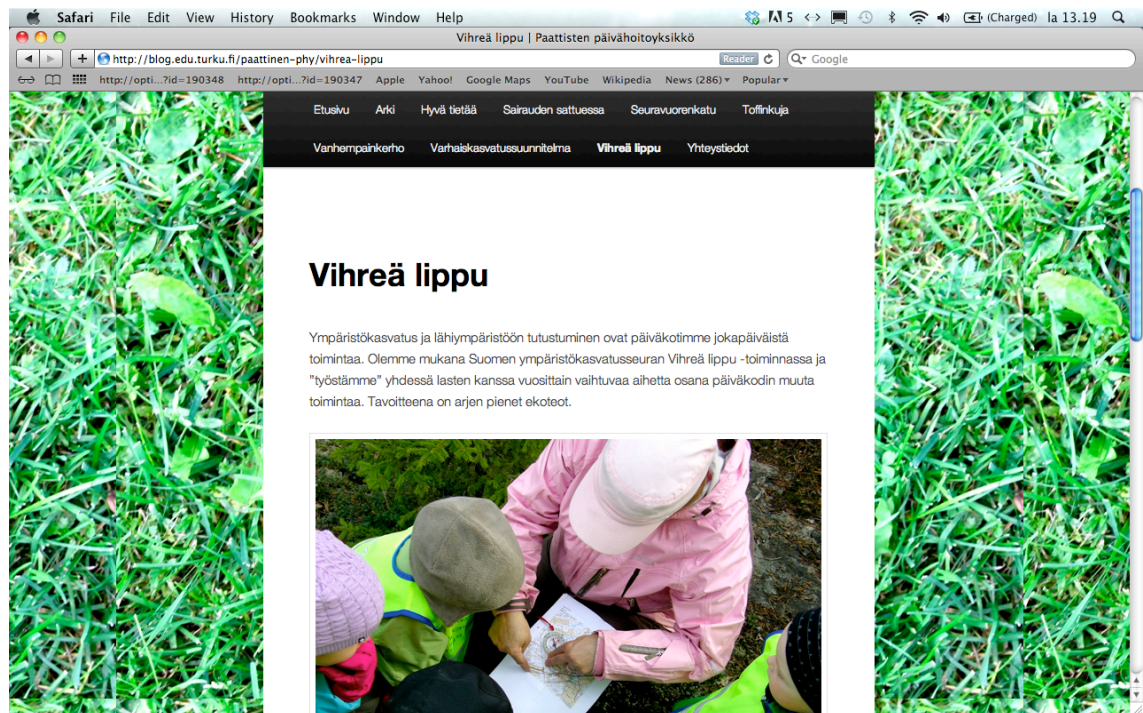 Safari File Edit View History Bookmarks Window Help 5 (Charged) la 13.19
Vihreä lippu | Paattisten päivähoitoyksikkö
http://blog.edu.turku.fi/paattinen-phy/vihrea-lippu Reader Google
http://opti...?id=190348 http://opti...?id=190347 Apple Yahoo! Google Maps YouTube Wikipedia News (286) Popular
Etusivu Arki Hyvä tietää Sairauden sattuessa Seuravuorenkatu Toffinkuja
Vanhempainkerho Varhaiskasvatussuunnitelma Vihreä lippu Yhteystiedot
Vihreä lippu
Ympäristökasvatus ja lähiympäristöön tutustuminen ovat päiväkotimme jokapäiväistä
toimintaa. Olemme mukana Suomen ympäristökasvatusseuran Vihreä lippu -toiminnassa ja
"työstämme" yhdessä lasten kanssa vuosittain vaihtuvaa aihetta osana päiväkodin muuta
toimintaa. Tavoitteena on arjen pienet ekoteot.